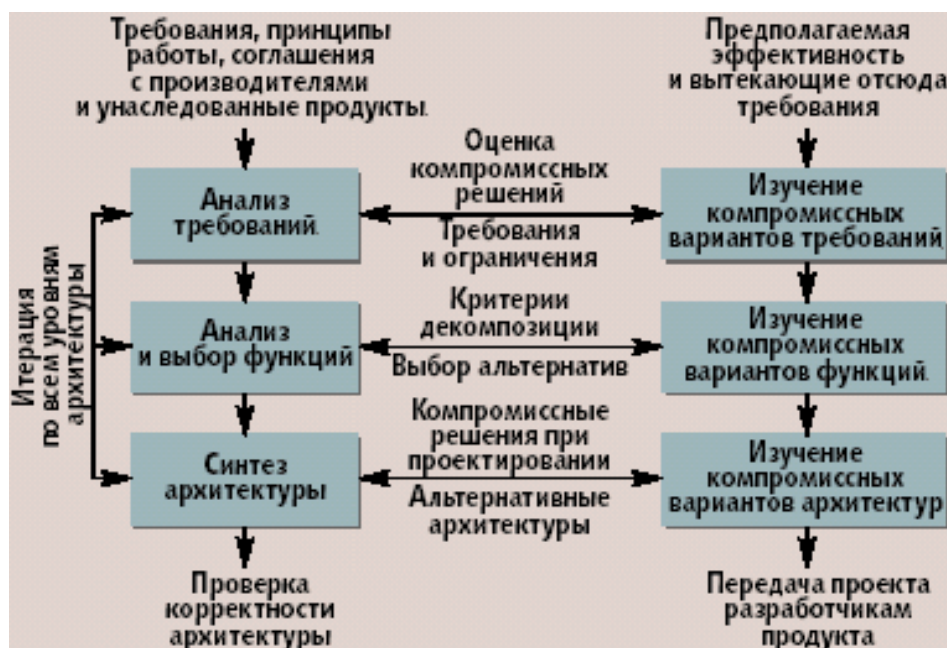 Требования, принципы
работы, соглашения
с производителями
и унаследованные продукты.
Предполагаемая
эффективность
и вытекающие отсюда
требования
Оценка
компромиссных
решений
Анализ
требований.
Изучение
компромиссных
вариантов требований
Требования
и ограничения
Итерация
по всем уровням
архитектуры
Критерии
декомпозиции
Анализ
и выбор функций
Изучение
компромиссных
вариантов функций.
Выбор альтернатив
Компромиссные
решения при
проектировании
Синтез
архитектуры
Изучение
компромиссных
вариантов архитектур
Альтернативные
архитектуры
Проверка
корректности
архитектуры
Передача проекта
разработчикам
продукта